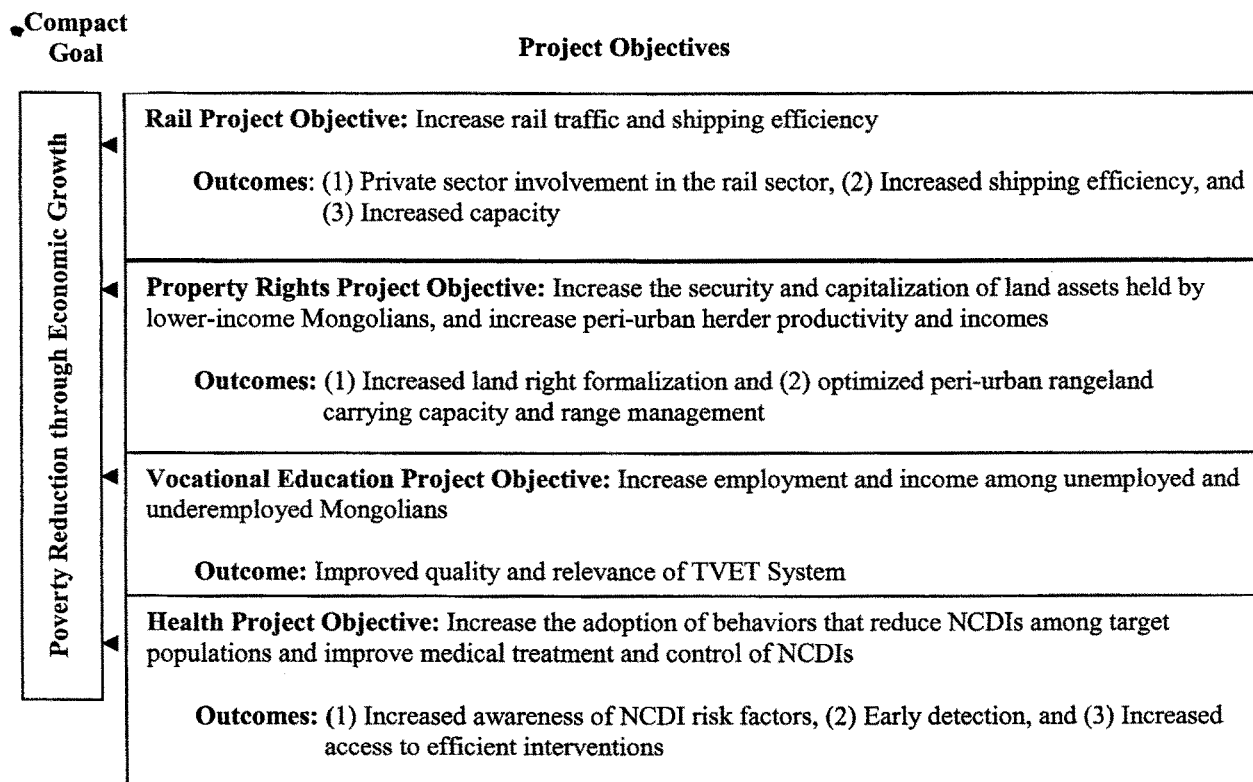 Compact
Goal
Project Objectives
Poverty Reduction through Economic Growth
Rail Project Objective: Increase rail traffic and shipping efficiency
Outcomes: (1) Private sector involvement in the rail sector, (2) Increased shipping efficiency, and
(3) Increased capacity
Property Rights Project Objective: Increase the security and capitalization of land assets held by
lower-income Mongolians, and increase peri-urban herder productivity and incomes
Outcomes: (1) Increased land right formalization and (2) optimized peri-urban rangeland
carrying capacity and range management
Vocational Education Project Objective: Increase employment and income among unemployed and
underemployed Mongolians
Outcome: Improved quality and relevance of TVET System
Health Project Objective: Increase the adoption of behaviors that reduce NCDIs among target
populations and improve medical treatment and control of NCDIs
Outcomes: (1) Increased awareness of NCDI risk factors, (2) Early detection, and (3) Increased
access to efficient interventions